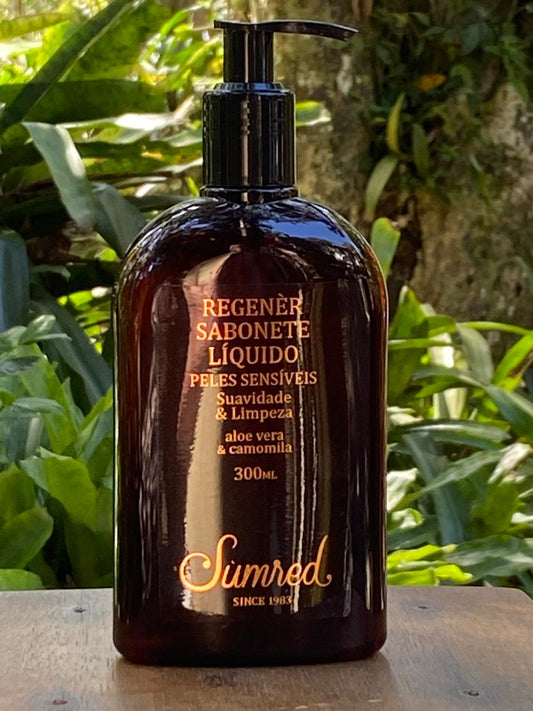 REGENÈR
SABONETE
LÍQUIDO
PELES SENSÍVEIS
Suavidade
& Limpeza
aloe vera
& camomila
300ML
Sumred
SINCE 1983